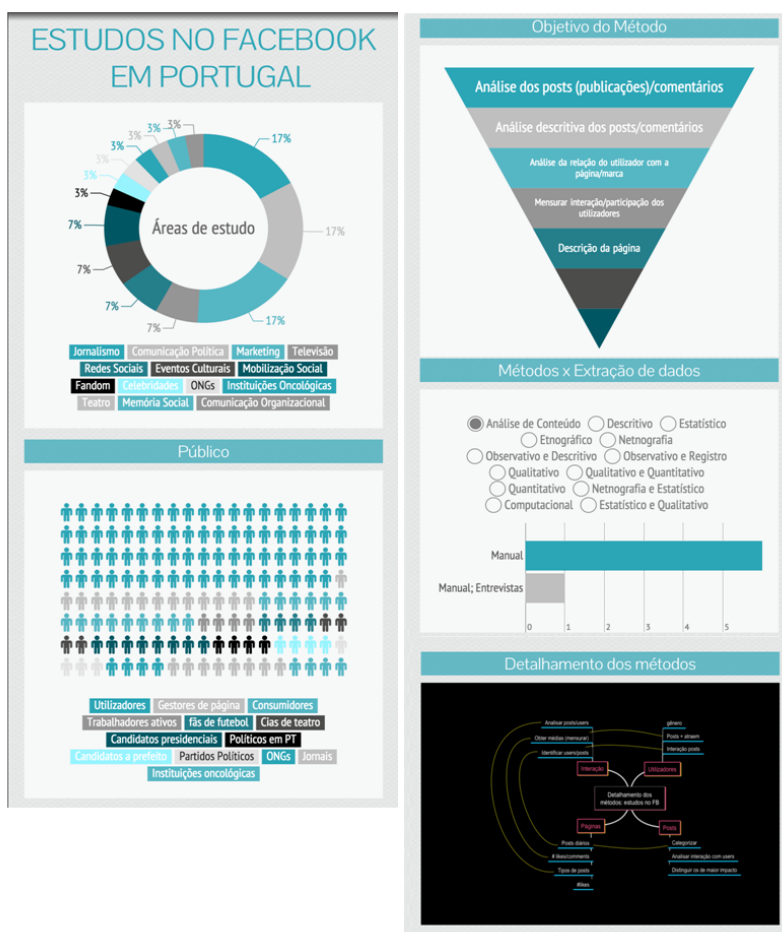 ESTUDOS NO FACEBOOK
EM PORTUGAL
3%
3%
3%
3%
3%
3%
3%
7%
7%
7%
7%
17%
17%
17%
Áreas de estudo
Jornalismo Comunicação Política Marketing Televisão
Redes Sociais Eventos Culturais Mobilização Social
Fandom Celebridades ONGs Instituições Oncológicas
Teatro Memória Social Comunicação Organizacional
Público
Utilizadores Gestores de página Consumidores
Trabalhadores ativos fãs de futebol Cias de teatro
Candidatos presidenciais Políticos em PT
Candidatos a prefeito Partidos Políticos ONGs Jornais
Instituições oncológicas
Objetivo do Método
Análise dos posts (publicações)/comentários
Análise descritiva dos posts/comentários
Análise da relação do utilizador com a
página/marca
Mensurar interação/participação dos
utilizadores
Descrição da página
Métodos x Extração de dados
Análise de Conteúdo Descritivo Estatístico
Etnográfico Netnografia
Observativo e Descritivo Observativo e Registro
Qualitativo Qualitativo e Quantitativo
Quantitativo Netnografia e Estatístico
Computacional Estatístico e Qualitativo
Manual
Manual; Entrevistas
0 1 2 3 4 5
Detalhamento dos métodos
Analisar posts/users
Obter médias (mensurar)
Identificar users/posts
Interação
gênero
Posts + atraem
Interação posts
Utilizadores
Detalhamento dos
métodos: estudos no FB
Páginas
Posts diários
# likes/comments
Tipos de posts
#likes
Posts
Categorizar
Analisar interação com users
Distinguir os de maior impacto